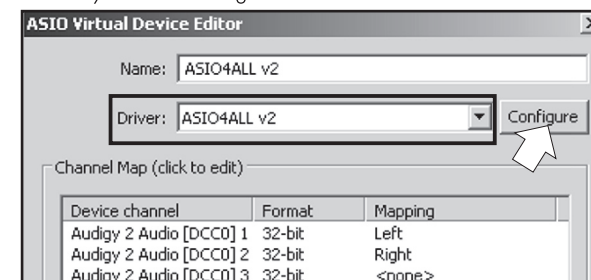 ASIO Virtual Device Editor
Name: ASIO4ALL v2
Driver: ASIO4ALL v2 Configure
Channel Map (click to edit)
Device channel Format Mapping
Audigy 2 Audio [DCC0] 1 32-bit Left
Audigy 2 Audio [DCC0] 2 32-bit Right
Audigy 2 Audio [DCC0] 3 32-bit <none>